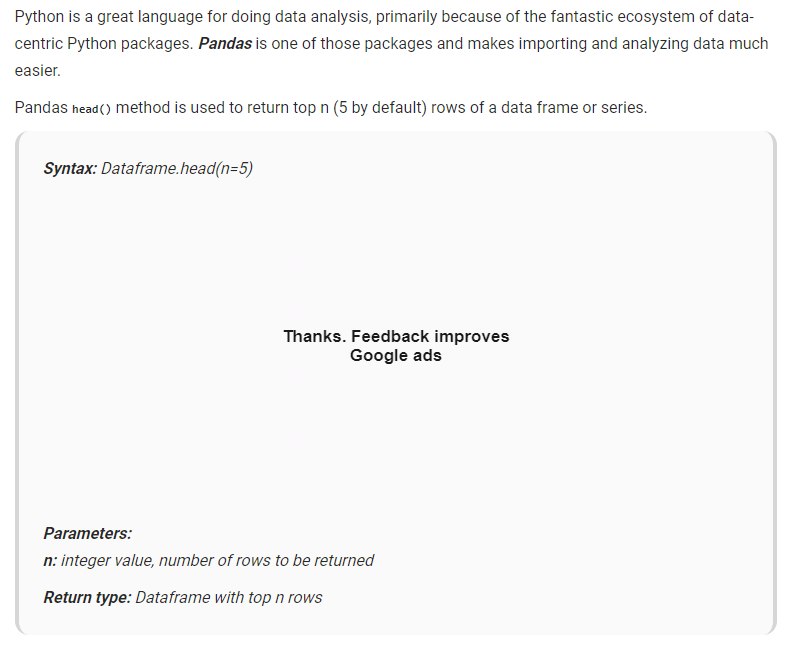 Python is a great language for doing data analysis, primarily because of the fantastic ecosystem of data-
centric Python packages. Pandas is one of those packages and makes importing and analyzing data much
easier.
Pandas head() method is used to return top n (5 by default) rows of a data frame or series.
Syntax: Dataframe.head(n=5)
Thanks. Feedback improves
Google ads
Parameters:
n: integer value, number of rows to be returned
Return type: Dataframe with top n rows